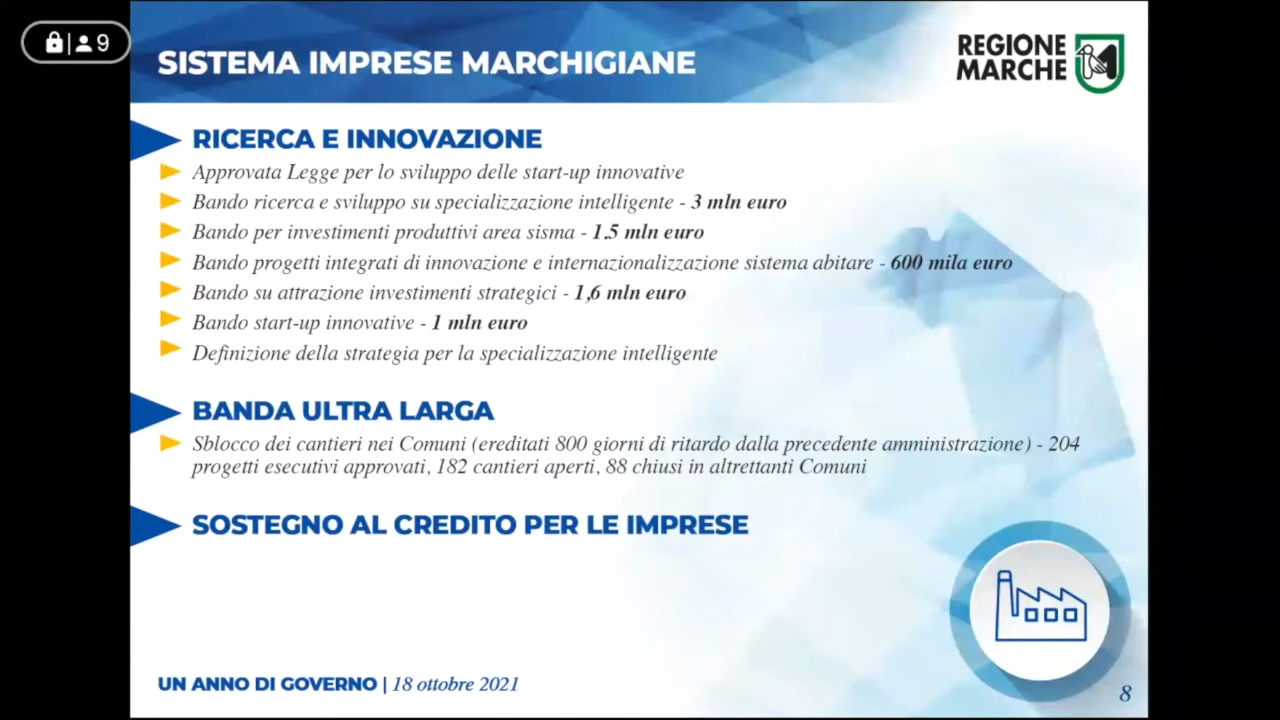 9
SISTEMA IMPRESE MARCHIGIANE
REGIONE
MARCHE
RICERCA E INNOVAZIONE
Approvata Legge per lo sviluppo delle start-up innovative
Bando ricerca e sviluppo su specializzazione intelligente - 3 mln euro
Bando per investimenti produttivi area sisma - 1,5 mln euro
Bando progetti integrati di innovazione e internazionalizzazione sistema abitare - 600 mila euro
Bando su attrazione investimenti strategici - 1,6 mln euro
Bando start-up innovative - 1 mln euro
Definizione della strategia per la specializzazione intelligente
BANDA ULTRA LARGA
Sblocco dei cantieri nei Comuni (ereditati 800 giorni di ritardo dalla precedente amministrazione) - 204
progetti esecutivi approvati, 182 cantieri aperti, 88 chiusi in altrettanti Comuni
SOSTEGNO AL CREDITO PER LE IMPRESE
UN ANNO DI GOVERNO | 18 ottobre 2021
8